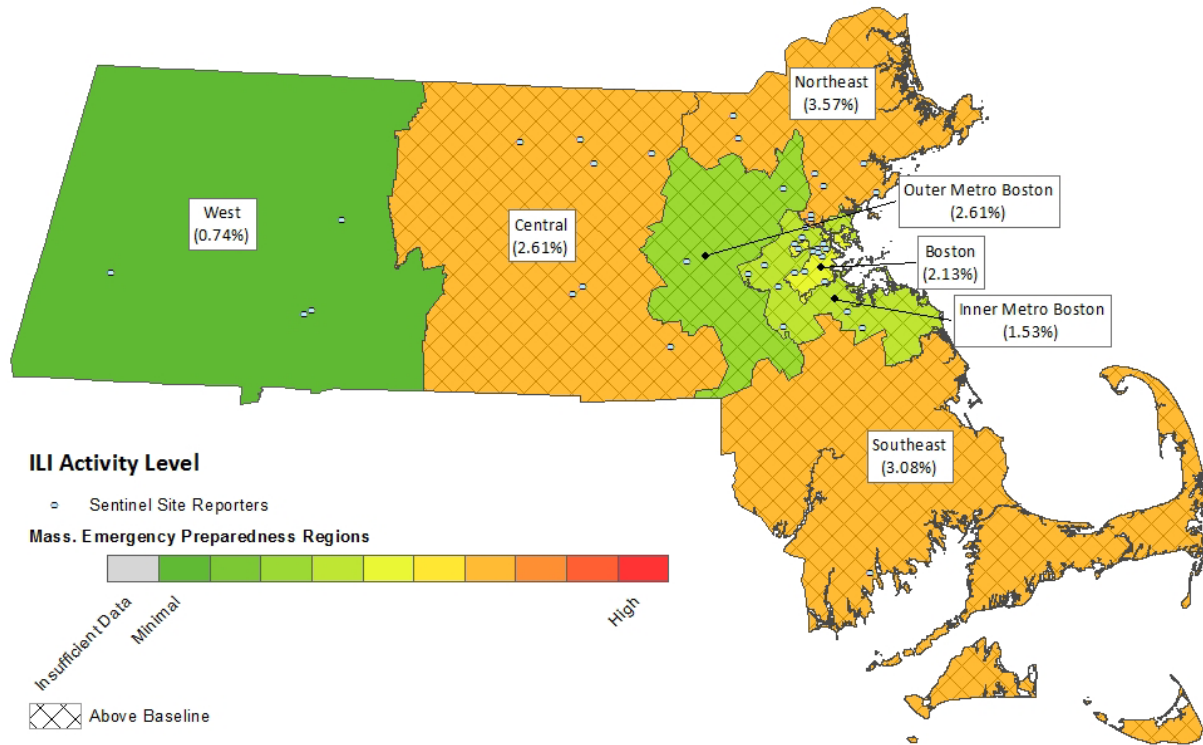 Northeast
(3.57%)
Outer Metro Boston
(2.61%)
West
(0.74%)
Central
(2.61%)
Boston
(2.13%)
Inner Metro Boston
(1.53%)
Southeast
(3.08%)
ILI Activity Level
Sentinel Site Reporters
Mass. Emergency Preparedness Regions
Insufficient Data
Minimal
High
Above Baseline